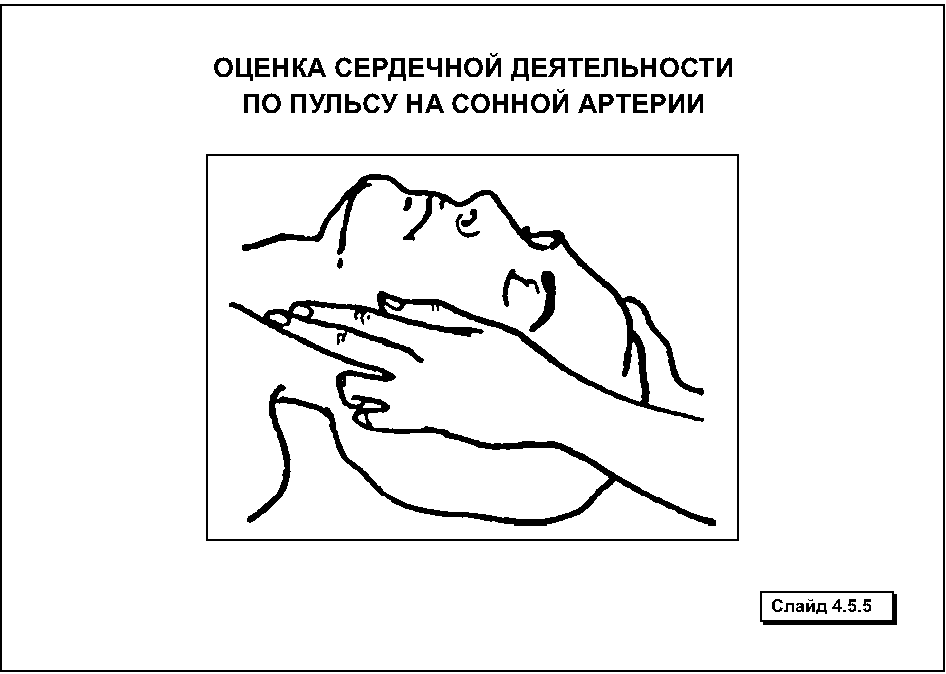 ОЦЕНКА СЕРДЕЧНОЙ ДЕЯТЕЛЬНОСТИ
ПО ПУЛЬСУ НА СОННОЙ АРТЕРИИ
Слайд 4.5.5